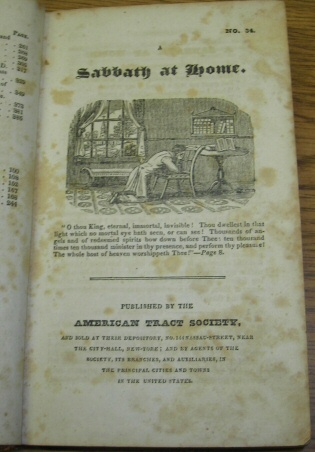 Page.
NO. 34.
A
Sabbath at Home.
"O thou King, eternal, immortal, invisible! Thou dwellest in that
light which no mortal eye hath seen, or can see! Thousands of an-
gels and of redeemed spirits bow down before Thee: ten thousand
times ten thousand minister in thy presence, and perform thy pleasure!
The whole host of heaven worshippeth Thee!"—Page 8.
PUBLISHED BY THE
AMERICAN TRACT SOCIETY,
AND SOLD AT THEIR DEPOSITORY, NEAR
THE CITY-HALL, NEW-YORK; AND BY AGENTS OF THE
SOCIETY, ITS BRANCHES, AND AUXILIARIES, IN
THE PRINCIPAL CITIES AND TOWNS
IN THE UNITED STATES.